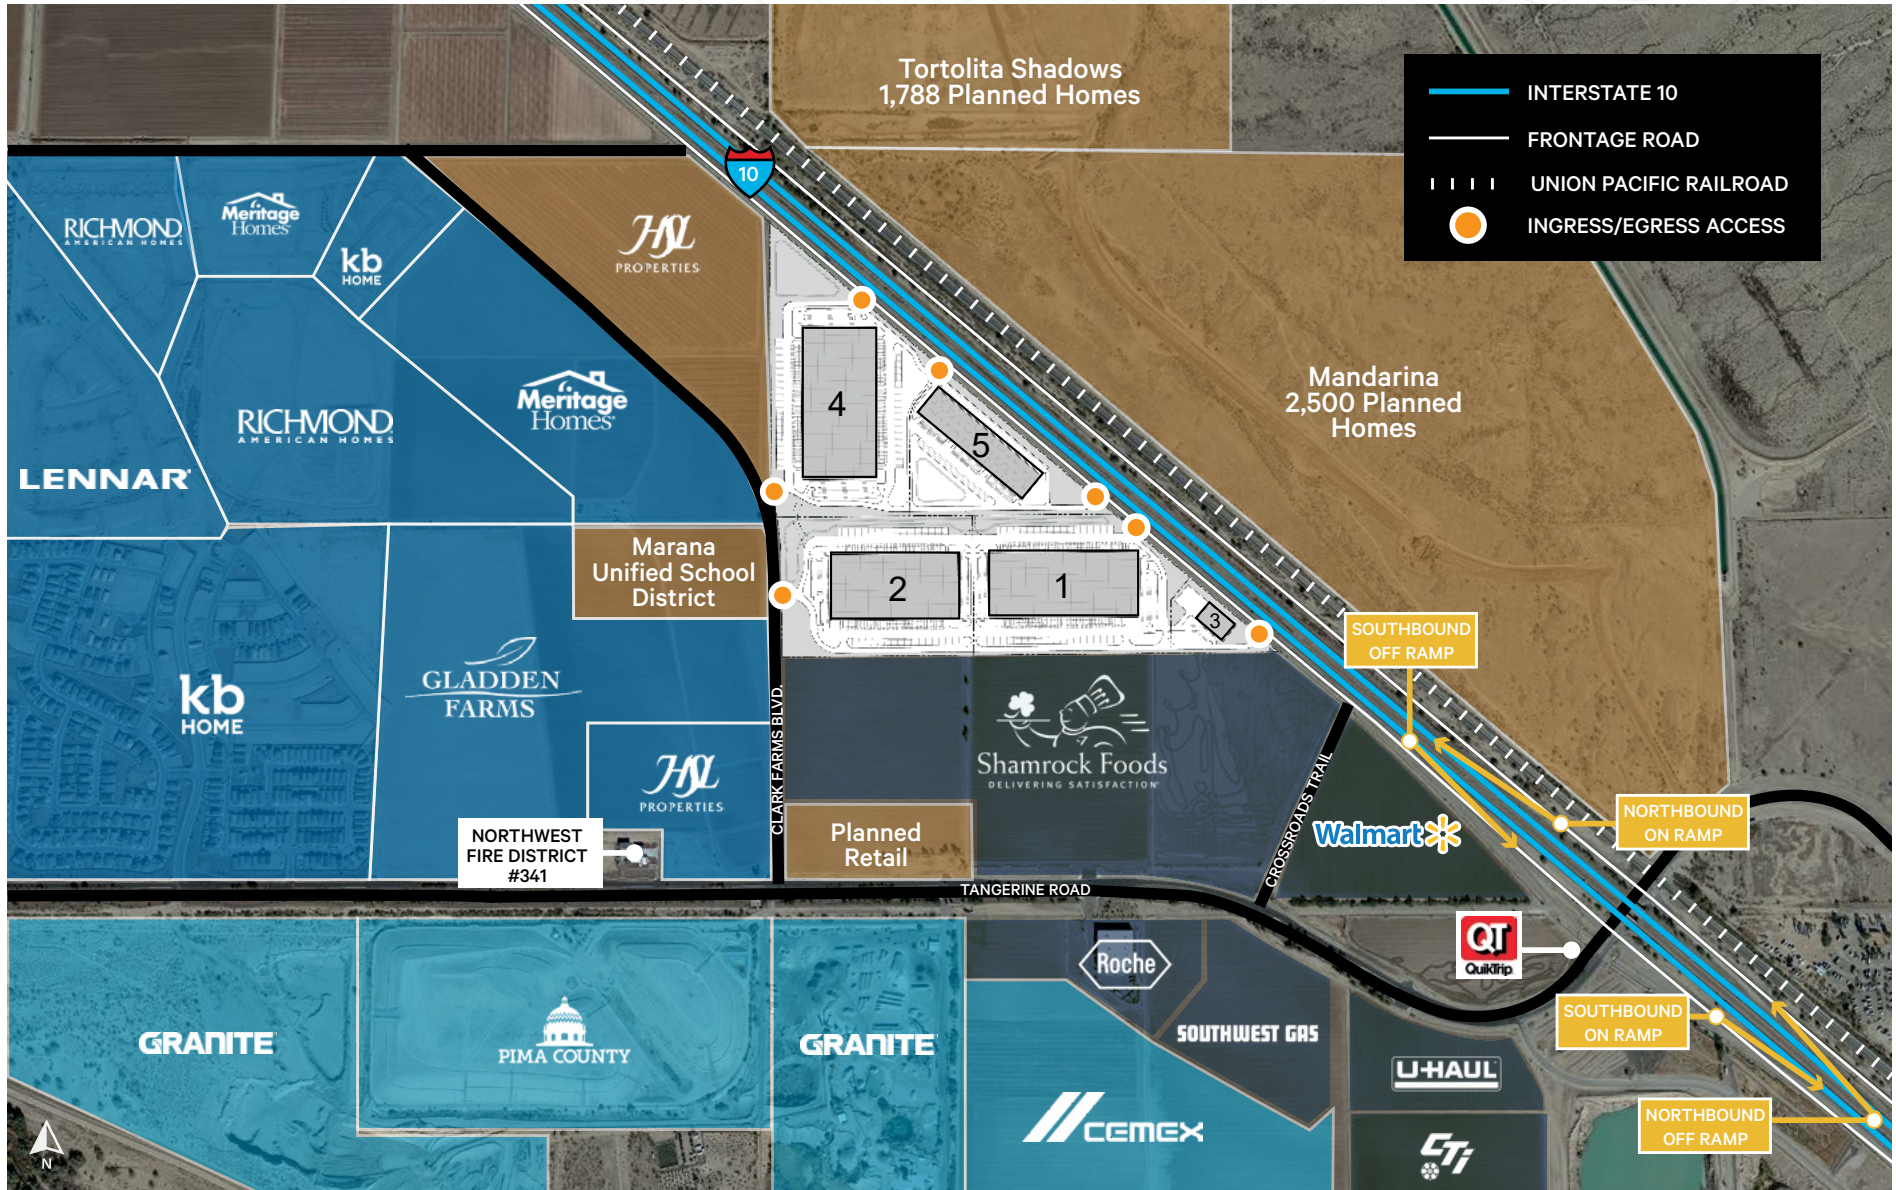 Tortolita Shadows
1,788 Planned Homes
INTERSTATE 10
FRONTAGE ROAD
UNION PACIFIC RAILROAD
INGRESS/EGRESS ACCESS
10
RICHMOND
AMERICAN HOMES
Meritage
Homes
kb
HOME
HSL
PROPERTIES
Mandarina
2,500 Planned
Homes
RICHMOND
AMERICAN HOMES
Meritage
Homes
LENNAR
4
5
Marana
Unified School
District
2
1
3
SOUTHBOUND
OFF RAMP
kb
HOME
GLADDEN
FARMS
HSL
PROPERTIES
CLARK FARMS BLVD.
Shamrock Foods
DELIVERING SATISFACTION
CROSSROADS TRAIL
Walmart
NORTHBOUND
ON RAMP
NORTHWEST
FIRE DISTRICT
#341
Planned
Retail
TANGERINE ROAD
QT
QuikTrip
Roche
SOUTHWEST GAS
SOUTHBOUND
ON RAMP
GRANITE
PIMA COUNTY
GRANITE
U-HAUL
CEMEX
CTi
NORTHBOUND
OFF RAMP
N